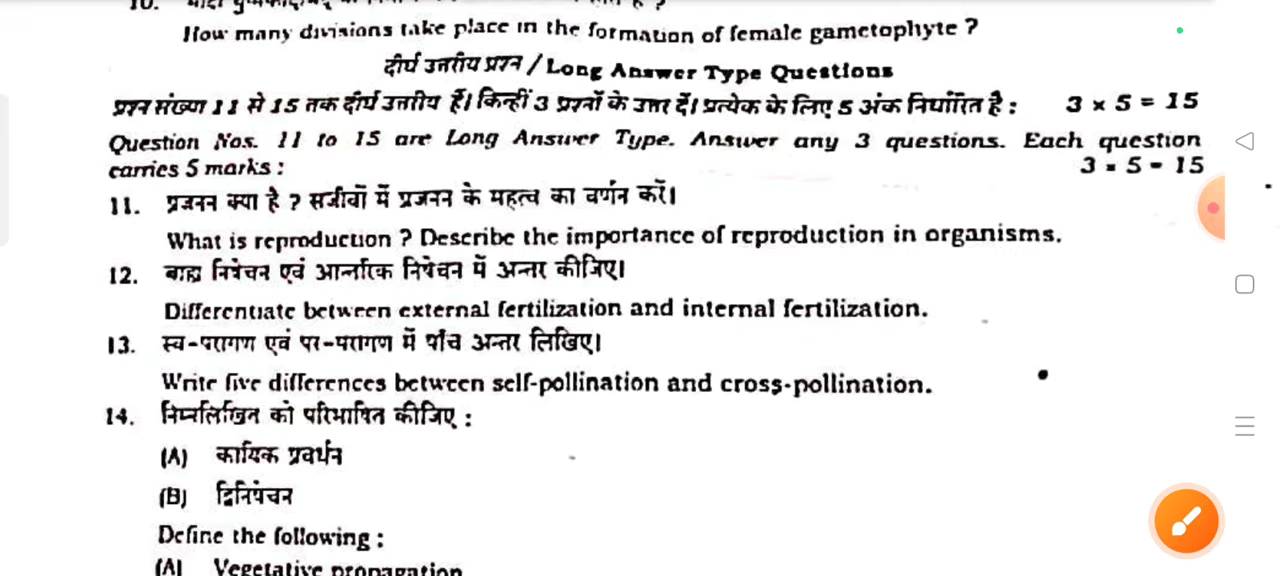 10.
How many divisions take place in the formation of female gametophyte ?
दीर्घ उत्तरीय प्रश्न / Long Answer Type Questions
प्रश्न संख्या 11 से 15 तक दीर्घ उत्तरीय हैं। किन्हीं 3 प्रश्नों के उत्तर दें। प्रत्येक के लिए 5 अंक निर्धारित है : 3 × 5 = 15
Question Nos. 11 to 15 are Long Answer Type. Answer any 3 questions. Each question
carries 5 marks : 3 × 5 = 15
11. प्रजनन क्या है ? सजीवों में प्रजनन के महत्व का वर्णन करें।
What is reproduction ? Describe the importance of reproduction in organisms.
12. बाह्य निषेचन एवं आन्तरिक निषेचन में अन्तर कीजिए।
Differentiate between external fertilization and internal fertilization.
13. स्व-परागण एवं पर-परागण में पाँच अन्तर लिखिए।
Write five differences between self-pollination and cross-pollination.
14. निम्नलिखित को परिभाषित कीजिए :
(A) कायिक प्रवर्धन
(B) द्विनिषेचन
Define the following :
(A) Vegetative propagation